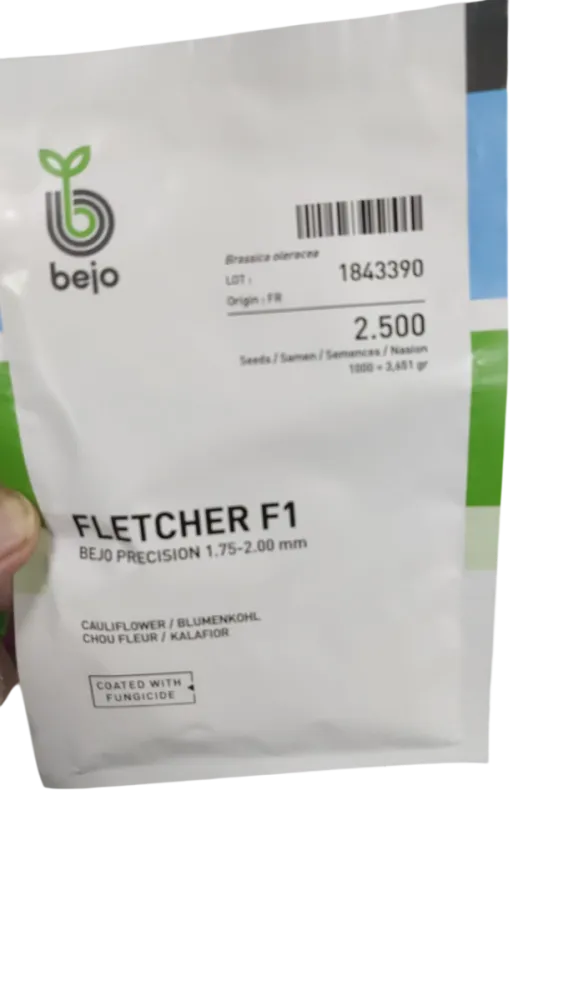 bejo
Brassica oleracea
LOT : 1843390
Origin : FR
2.500
Seeds / Samen / Semences / Nasion
1000 = 3,651 gr
FLETCHER F1
BEJO PRECISION 1.75-2.00 mm
CAULIFLOWER / BLUMENKOHL
CHOU FLEUR / KALAFIOR
COATED WITH
FUNGICIDE